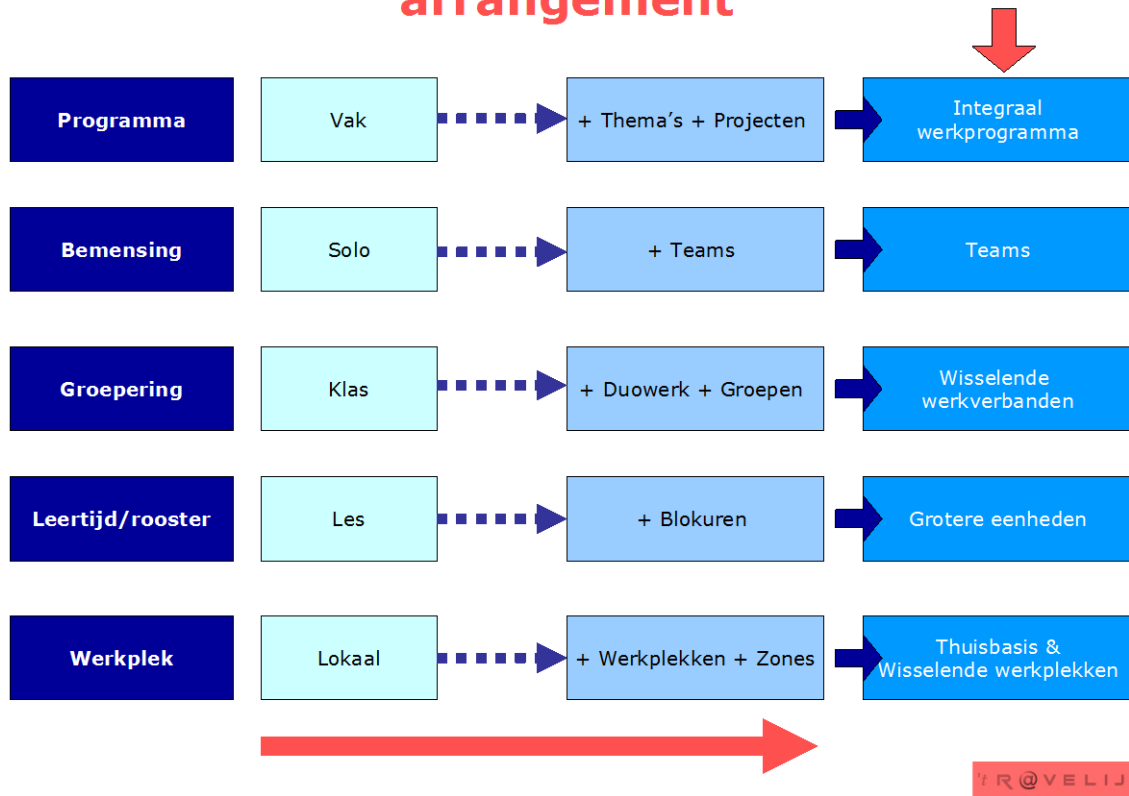 arrangement
Programma
Vak
+ Thema's + Projecten
Integraal
werkprogramma
Bemensing
Solo
+ Teams
Teams
Groepering
Klas
+ Duowerk + Groepen
Wisselende
werkverbanden
Leertijd/rooster
Les
+ Blokuren
Grotere eenheden
Werkplek
Lokaal
+ Werkplekken + Zones
Thuisbasis &
Wisselende werkplekken
't R@VELIJ